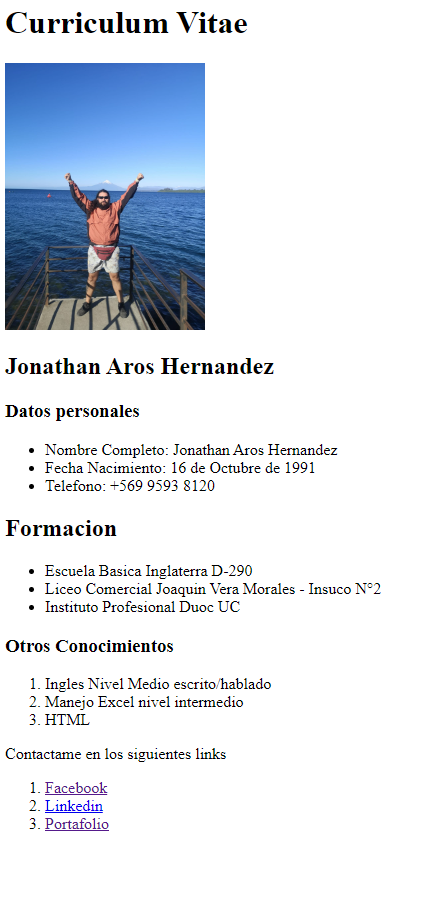 Curriculum Vitae
Jonathan Aros Hernandez
Datos personales
• Nombre Completo: Jonathan Aros Hernandez
• Fecha Nacimiento: 16 de Octubre de 1991
• Telefono: +569 9593 8120
Formacion
• Escuela Basica Inglaterra D-290
• Liceo Comercial Joaquin Vera Morales - Insuco N°2
• Instituto Profesional Duoc UC
Otros Conocimientos
1. Ingles Nivel Medio escrito/hablado
2. Manejo Excel nivel intermedio
3. HTML
Contactame en los siguientes links
1. Facebook
2. Linkedin
3. Portafolio